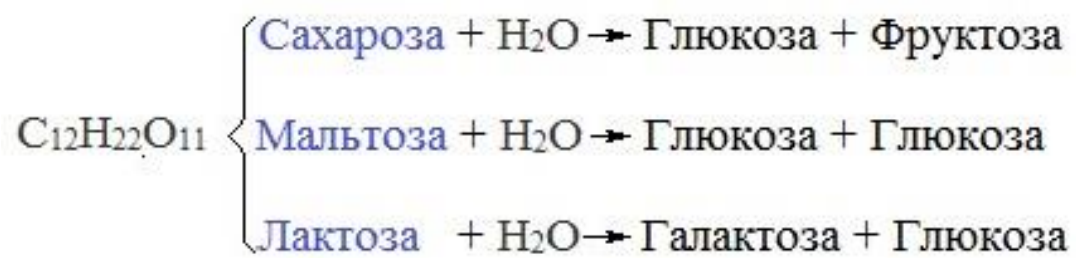 Сахароза + H₂O → Глюкоза + Фруктоза
C₁₂H₂₂O₁₁ { Мальтоза + H₂O → Глюкоза + Глюкоза
Лактоза + H₂O → Галактоза + Глюкоза